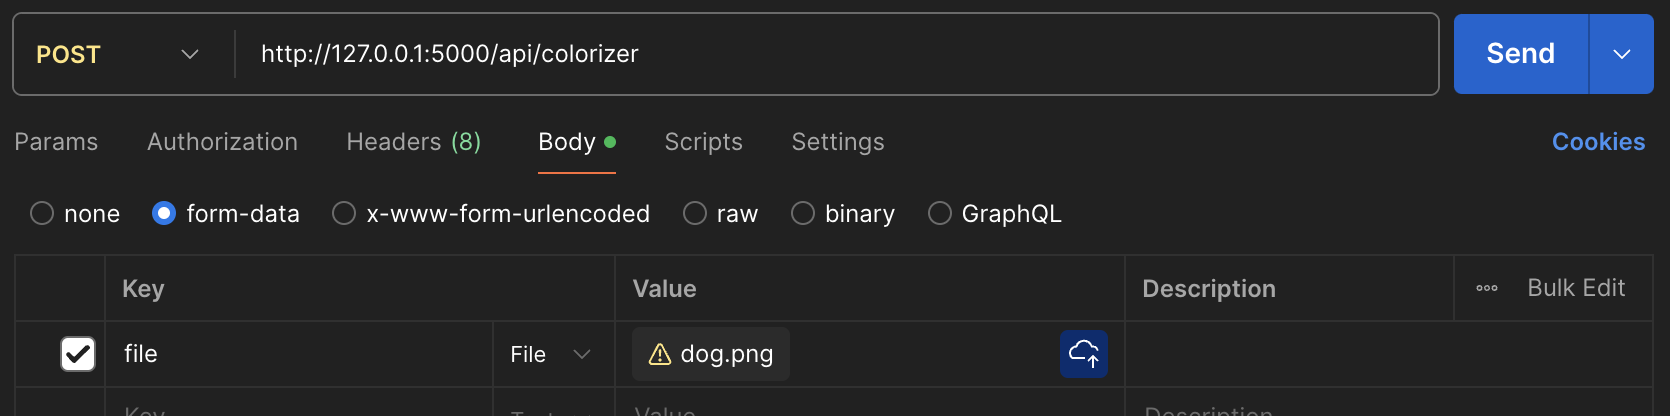 POST http://127.0.0.1:5000/api/colorizer Send
Params Authorization Headers (8) Body Scripts Settings Cookies
none form-data x-www-form-urlencoded raw binary GraphQL
Key Value Description Bulk Edit
file File dog.png
Key Text Value Description